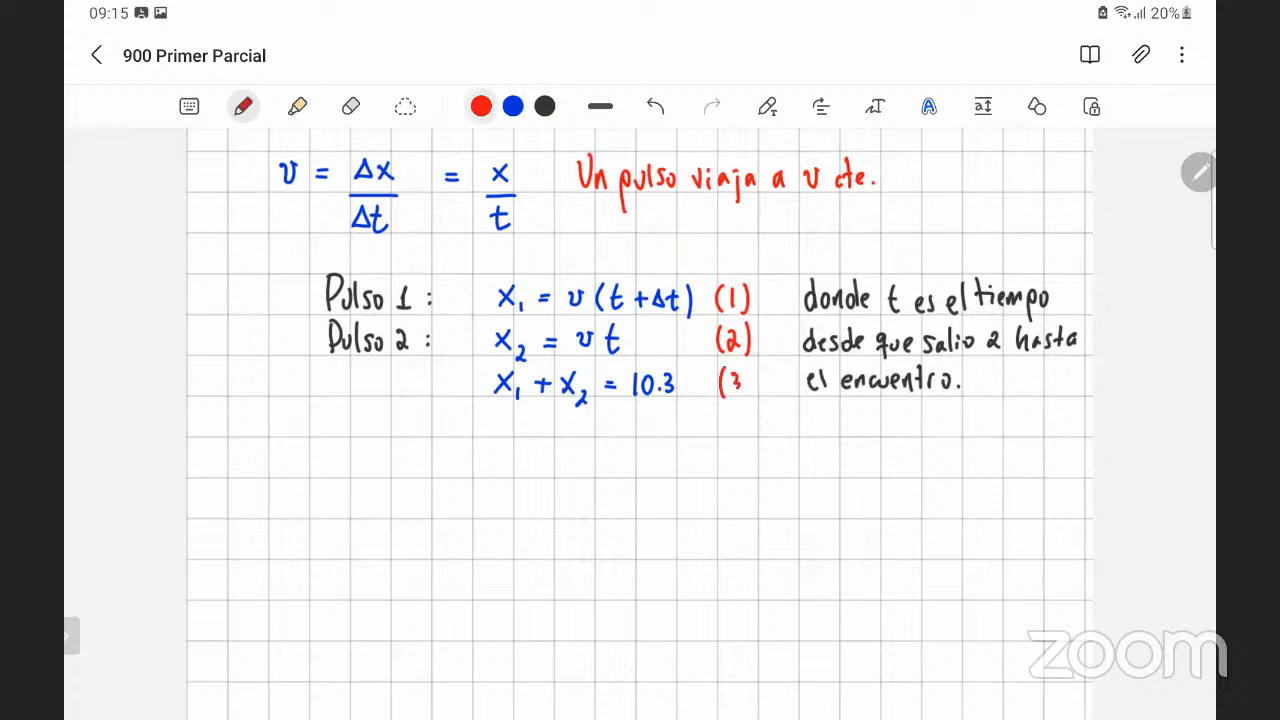 09:15
20%
900 Primer Parcial
v = Δx/Δt = x/t Un pulso viaja a v cte.
Pulso 1 : x₁ = v (t + Δt) (1) donde t es el tiempo
Pulso 2 : x₂ = v t (2) desde que salio 2 hasta
x₁ + x₂ = 10.3 (3 el encuentro.
zoom